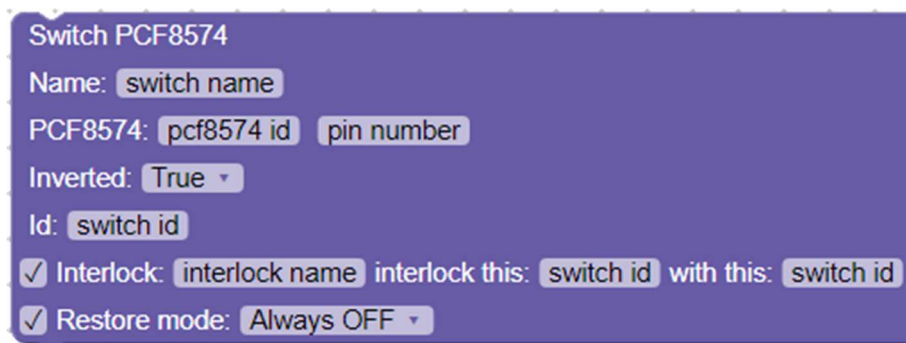 Switch PCF8574
Name: switch name
PCF8574: pcf8574 id pin number
Inverted: True
Id: switch id
✓ Interlock: interlock name interlock this: switch id with this: switch id
✓ Restore mode: Always OFF